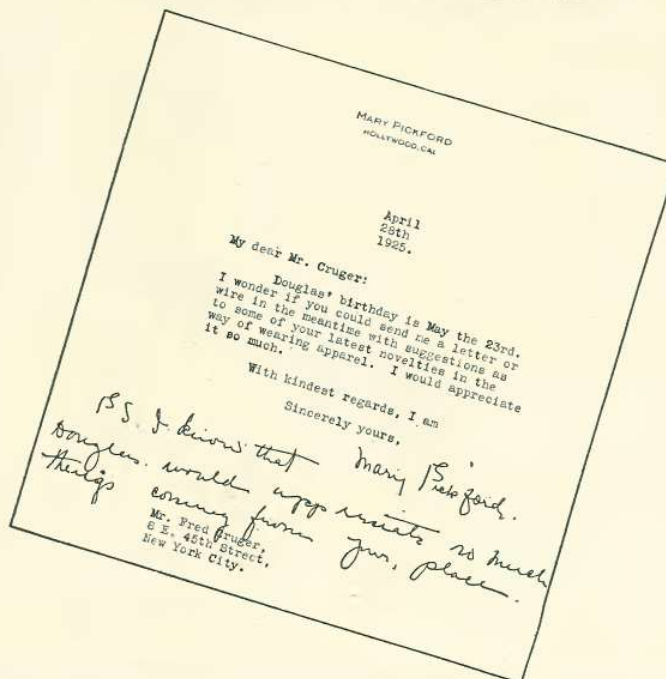 MARY PICKFORD
HOLLYWOOD, CAL
April
28th
1925.
My dear Mr. Cruger:
Douglas' birthday is May the 23rd.
I wonder if you could send me a letter or
wire in the meantime with suggestions as
to some of your latest novelties in the
way of wearing apparel. I would appreciate
it so much.
With kindest regards, I am
Sincerely yours,
Mary Pickford.
P S I know that
Douglas would appreciate so much
things coming from your place.
Mr. Fred Cruger,
8 E. 45th Street,
New York City.